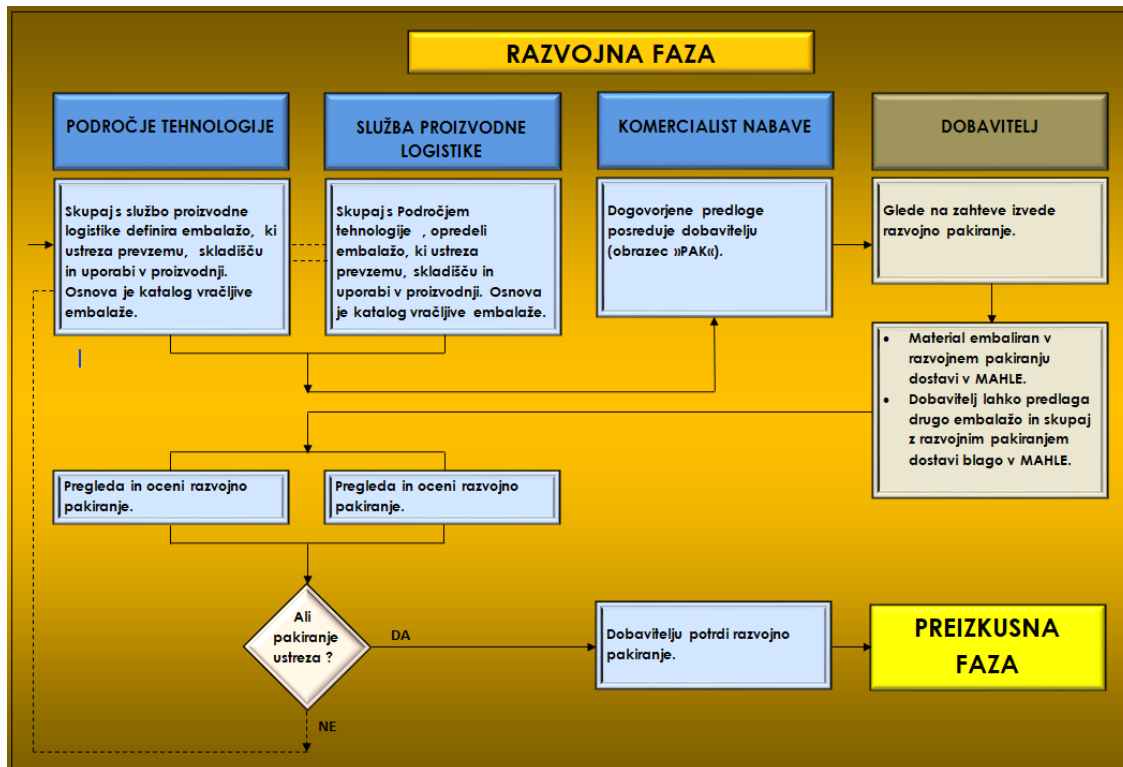 RAZVOJNA FAZA
PODROČJE TEHNOLOGIJE
SLUŽBA PROIZVODNE
LOGISTIKE
KOMERCIALIST NABAVE
DOBAVITELJ
Skupaj s službo proizvodne
logistike definira embalažo, ki
ustreza prevzemu, skladišču
in uporabi v proizvodnji.
Osnova je katalog vračljive
embalaže.
Skupaj s Področjem
tehnologije , opredeli
embalažo, ki ustreza
prevzemu, skladišču in
uporabi v proizvodnji. Osnova
je katalog vračljive embalaže.
Dogovorjene predloge
posreduje dobavitelju
(obrazec »PAK«).
Glede na zahteve izvede
razvojno pakiranje.
• Material embaliran v
razvojnem pakiranju
dostavi v MAHLE.
• Dobavitelj lahko predlaga
drugo embalažo in skupaj
z razvojnim pakiranjem
dostavi blago v MAHLE.
Pregleda in oceni razvojno
pakiranje.
Pregleda in oceni razvojno
pakiranje.
Ali
pakiranje
ustreza ?
DA
NE
Dobavitelju potrdi razvojno
pakiranje.
PREIZKUSNA
FAZA